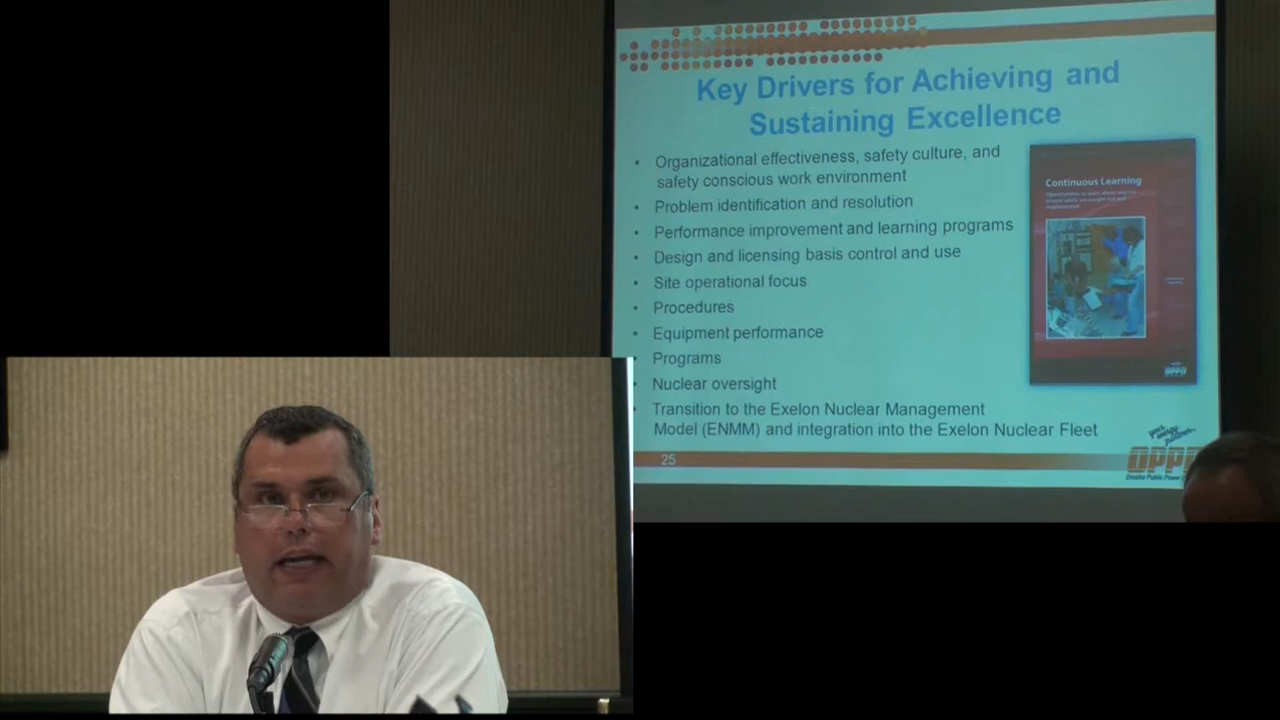 Key Drivers for Achieving and
Sustaining Excellence
• Organizational effectiveness, safety culture, and
safety conscious work environment
• Problem identification and resolution
• Performance improvement and learning programs
• Design and licensing basis control and use
• Site operational focus
• Procedures
• Equipment performance
• Programs
• Nuclear oversight
• Transition to the Exelon Nuclear Management
Model (ENMM) and integration into the Exelon Nuclear Fleet
Continuous Learning
OPPD
25
Omaha Public Power